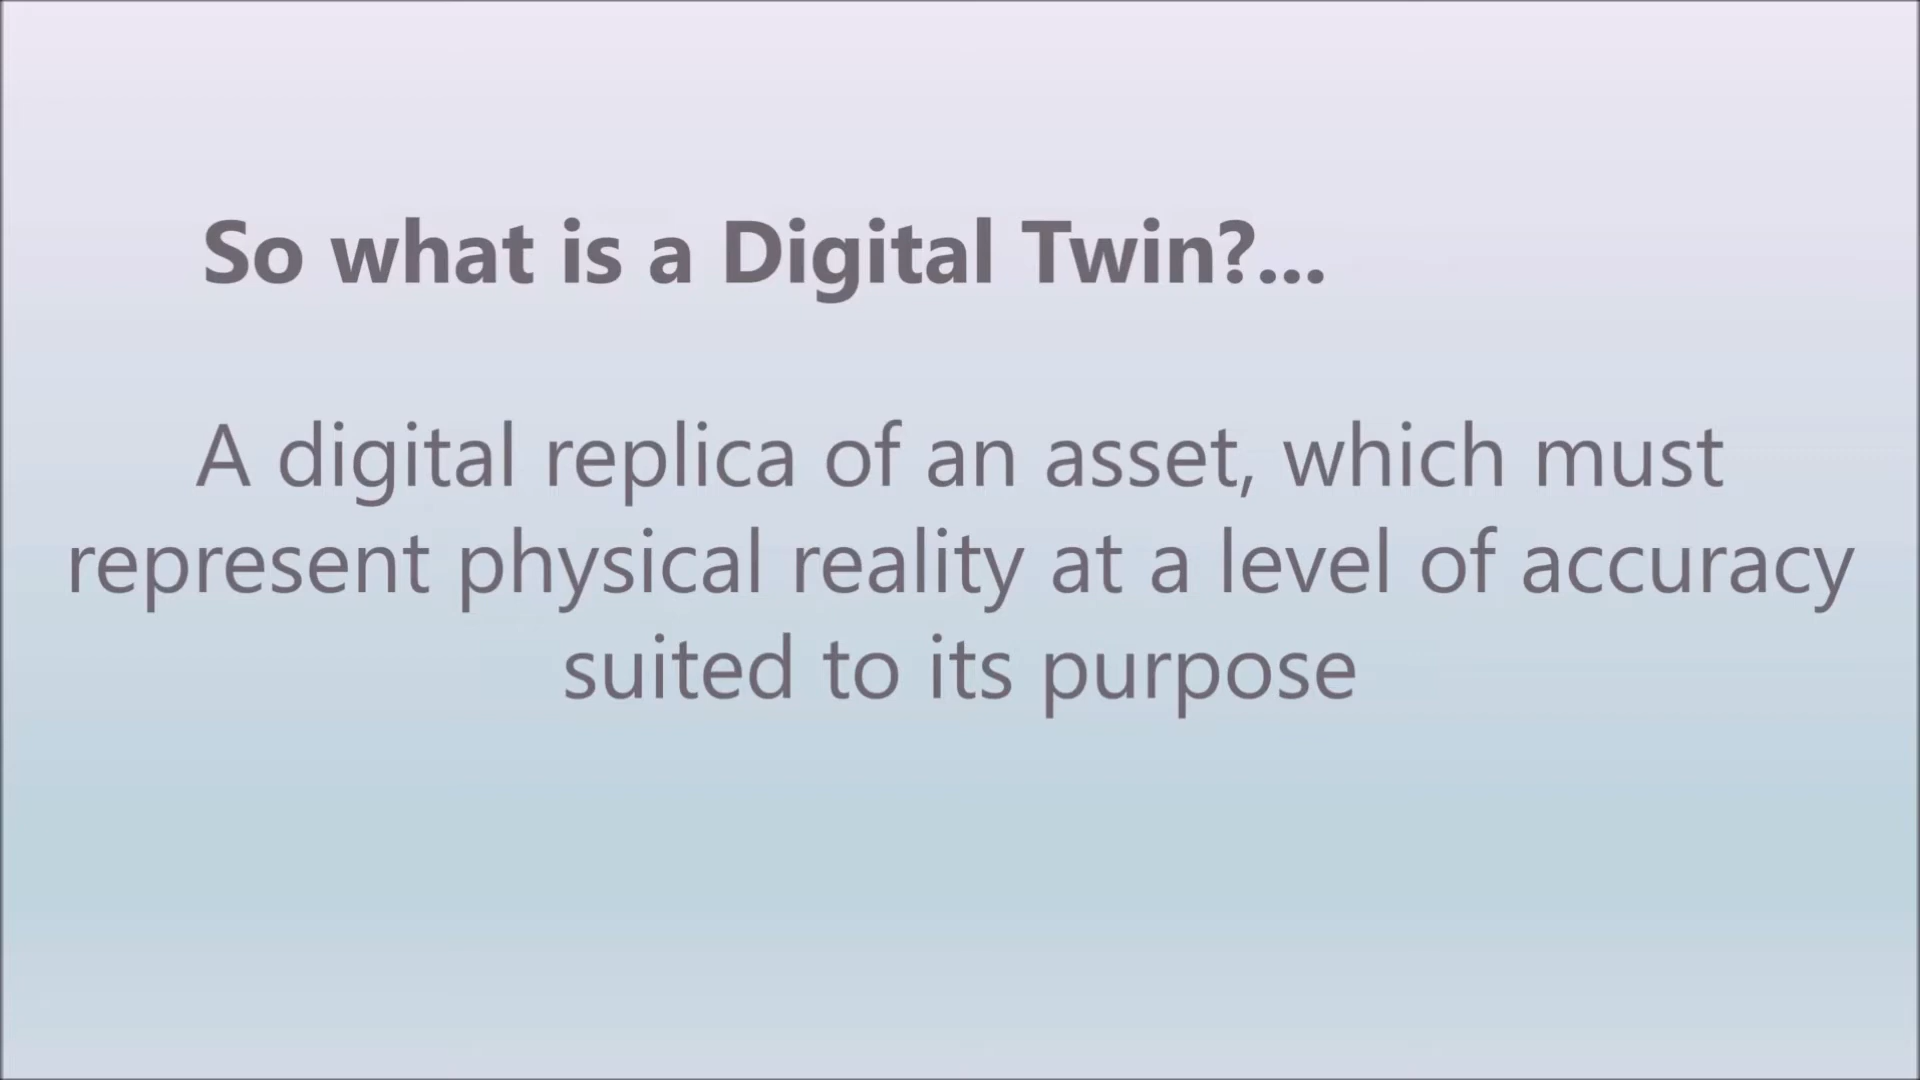 So what is a Digital Twin?...
A digital replica of an asset, which must
represent physical reality at a level of accuracy
suited to its purpose